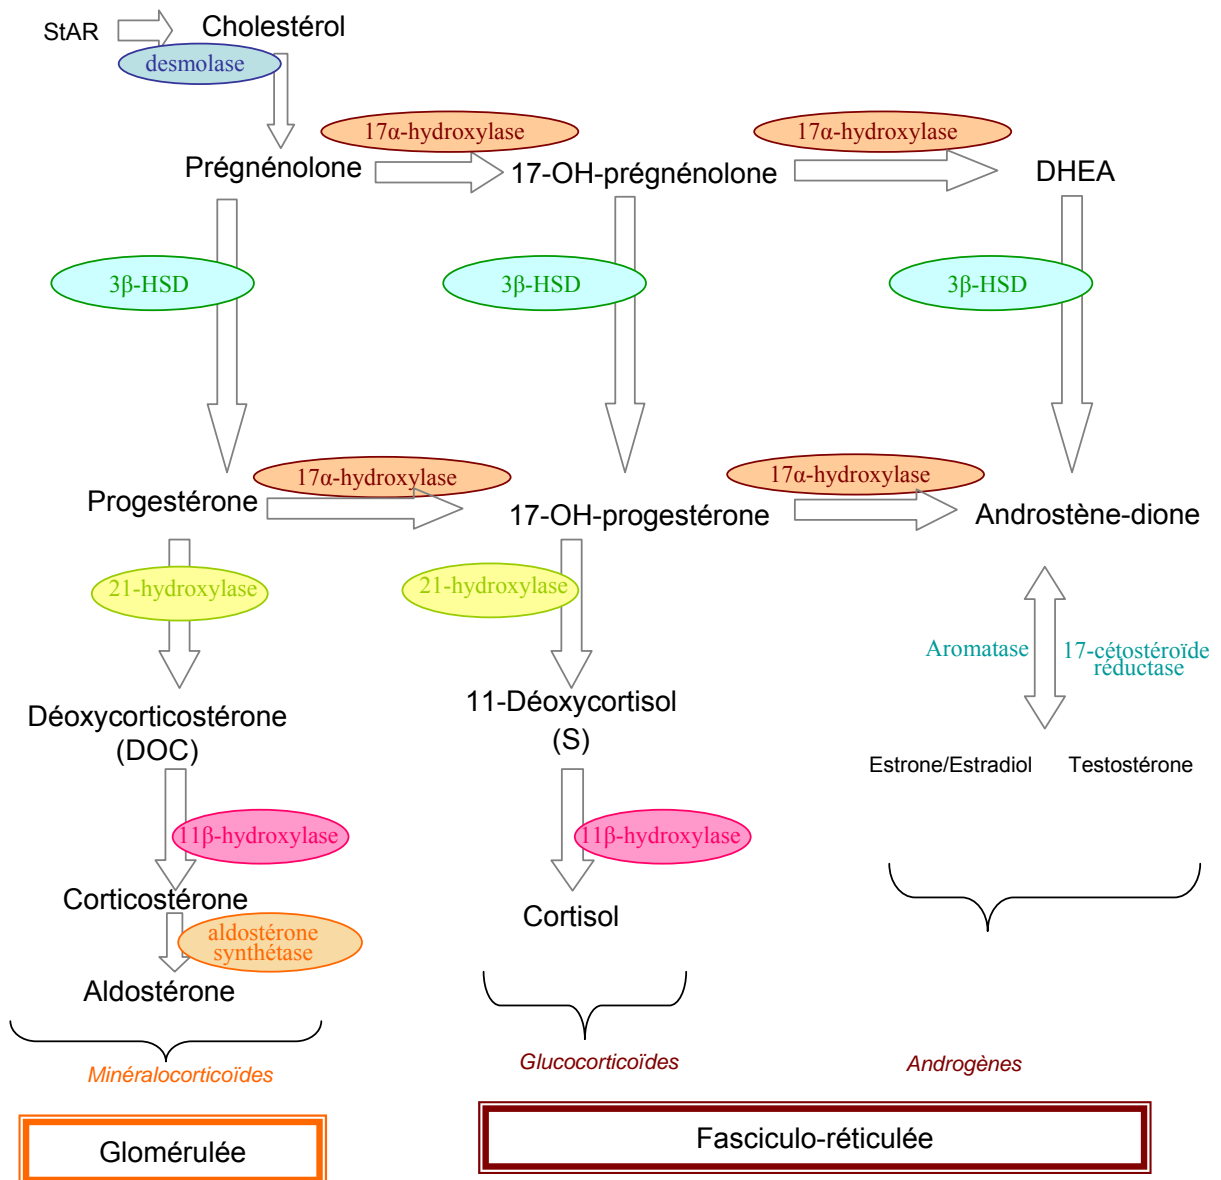 StAR
Cholestérol
desmolase
17α-hydroxylase
17α-hydroxylase
Prégnénolone
17-OH-prégnénolone
DHEA
3β-HSD
3β-HSD
3β-HSD
17α-hydroxylase
17α-hydroxylase
Progestérone
17-OH-progestérone
Androstène-dione
21-hydroxylase
21-hydroxylase
Aromatase
17-cétostéroïde
réductase
Déoxycorticostérone
(DOC)
11-Déoxycortisol
(S)
Estrone/Estradiol
Testostérone
11β-hydroxylase
11β-hydroxylase
Corticostérone
Cortisol
aldostérone
synthétase
Aldostérone
Minéralocorticoïdes
Glucocorticoïdes
Androgènes
Glomérulée
Fasciculo-réticulée